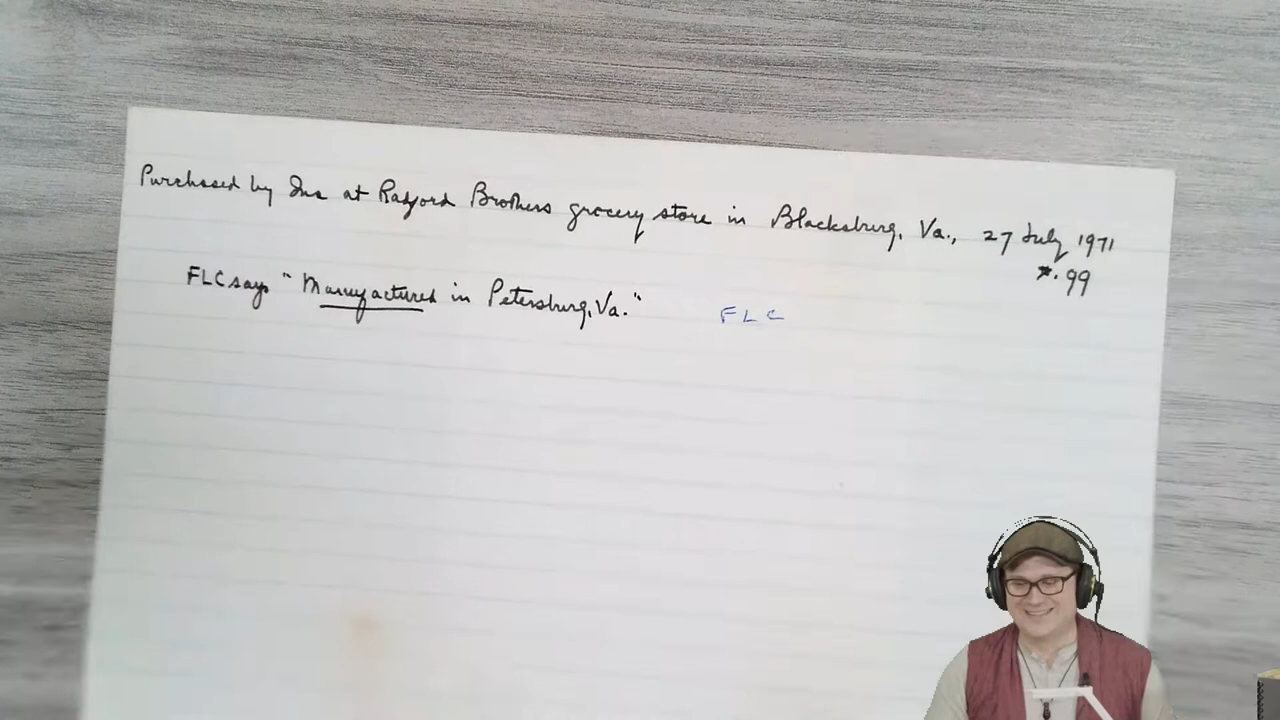 Purchased by Ina at Radford Brothers grocery store in Blacksburg, Va., 27 July 1971
.99
FLC says "Manufactured in Petersburg, Va."
FLC